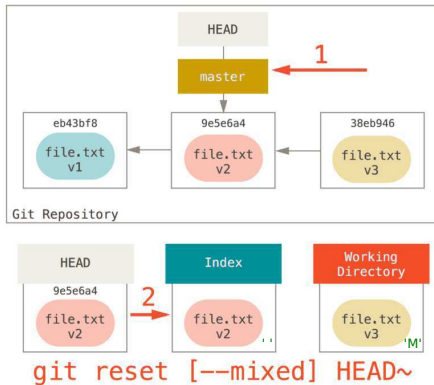 HEAD
1
master
eb43bf8
9e5e6a4
38eb946
file.txt
v1
file.txt
v2
file.txt
v3
Git Repository
HEAD
Index
Working
Directory
9e5e6a4
2
file.txt
v2
file.txt
v2
' '
file.txt
v3
'M'
git reset [--mixed] HEAD~